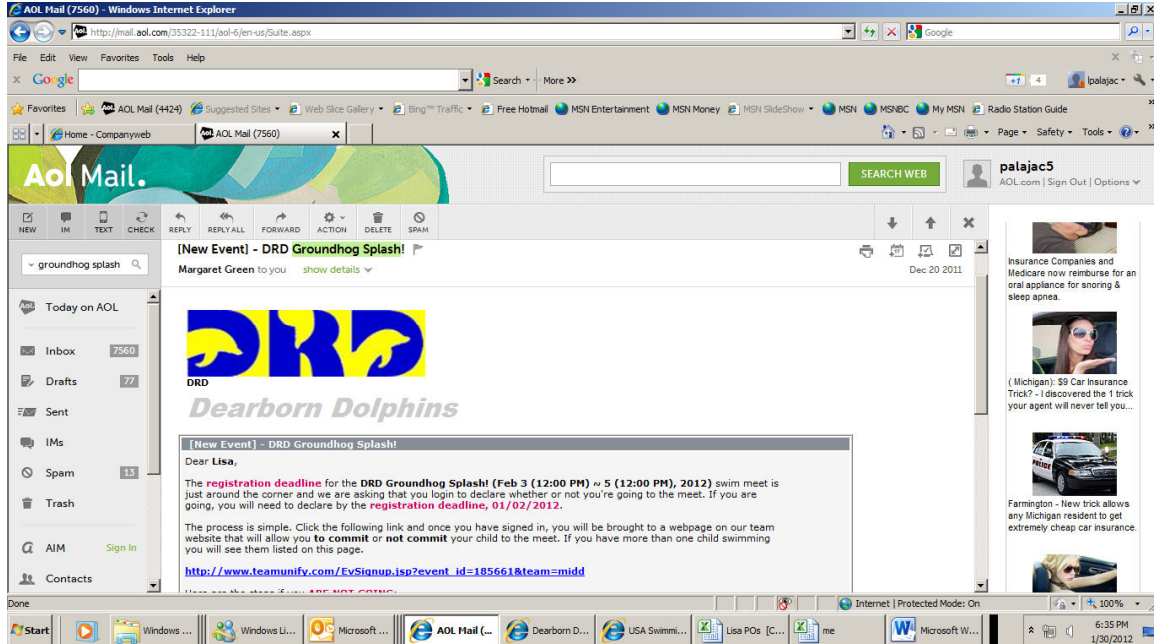 AOL Mail (7560) - Windows Internet Explorer
http://mail.aol.com/35322-111/aol-6/en-us/Suite.aspx
Google
File Edit View Favorites Tools Help
Google
Search
More >>
+1 4
lpalajac
Favorites
AOL Mail (4424)
Suggested Sites
Web Slice Gallery
Bing™ Traffic
Free Hotmail
MSN Entertainment
MSN Money
MSN SlideShow
MSN
MSNBC
My MSN
Radio Station Guide
Home - Companyweb
AOL Mail (7560)
Page Safety Tools
Aol Mail.
SEARCH WEB
palajac5
AOL.com | Sign Out | Options
NEW IM TEXT CHECK REPLY REPLY ALL FORWARD ACTION DELETE SPAM
groundhog splash
[New Event] - DRD Groundhog Splash!
Margaret Green to you show details
Dec 20 2011
Today on AOL
Inbox 7560
Drafts 77
Sent
IMs
Spam 13
Trash
AIM Sign In
Contacts
DRD
DRD
Dearborn Dolphins
[New Event] - DRD Groundhog Splash!
Dear Lisa,
The registration deadline for the DRD Groundhog Splash! (Feb 3 (12:00 PM) ~ 5 (12:00 PM), 2012) swim meet is
just around the corner and we are asking that you login to declare whether or not you're going to the meet. If you are
going, you will need to declare by the registration deadline, 01/02/2012.
The process is simple. Click the following link and once you have signed in, you will be brought to a webpage on our team
website that will allow you to commit or not commit your child to the meet. If you have more than one child swimming
you will see them listed on this page.
http://www.teamunify.com/EvSignup.jsp?event_id=185661&team=midd
Here are the steps if you ARE NOT GOING:
Insurance Companies and
Medicare now reimburse for an
oral appliance for snoring &
sleep apnea.
( Michigan): $9 Car Insurance
Trick? - I discovered the 1 trick
your agent will never tell you...
POLICE
Farmington - New trick allows
any Michigan resident to get
extremely cheap car insurance.
Done
Internet | Protected Mode: On
100%
Start
Windows ...
Windows Li...
Microsoft ...
AOL Mail (...
Dearborn D...
USA Swimmi...
Lisa POs [C...
me
Microsoft W...
6:35 PM
1/30/2012